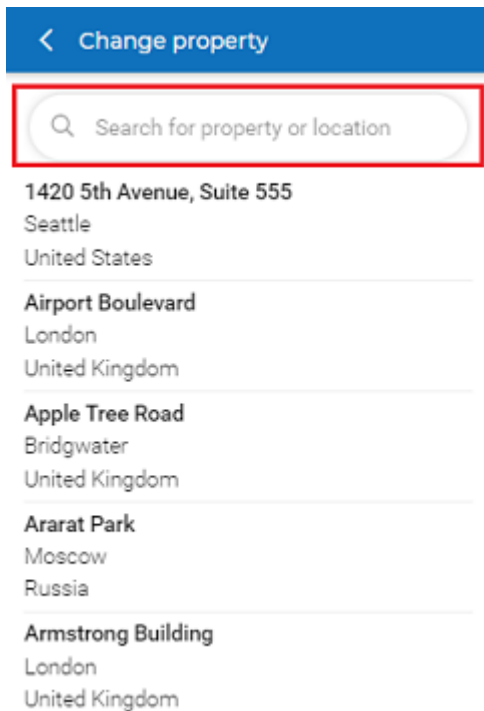 Change property
Search for property or location
1420 5th Avenue, Suite 555
Seattle
United States
Airport Boulevard
London
United Kingdom
Apple Tree Road
Bridgwater
United Kingdom
Ararat Park
Moscow
Russia
Armstrong Building
London
United Kingdom